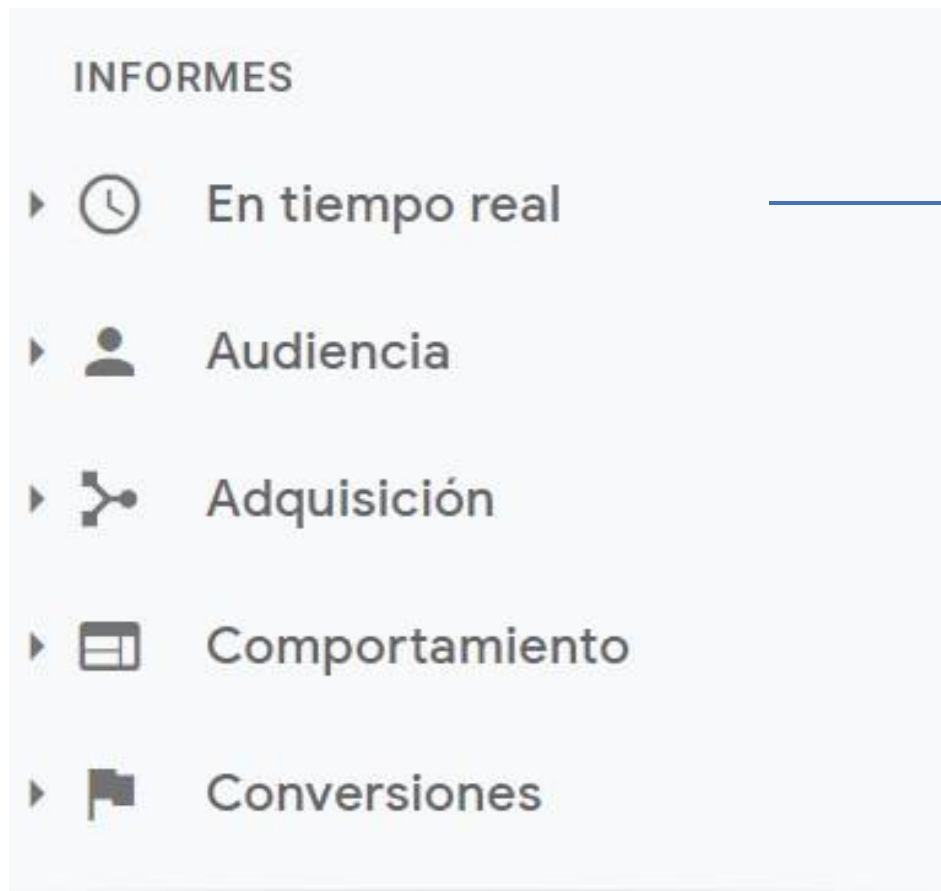 INFORMES
En tiempo real
Audiencia
Adquisición
Comportamiento
Conversiones